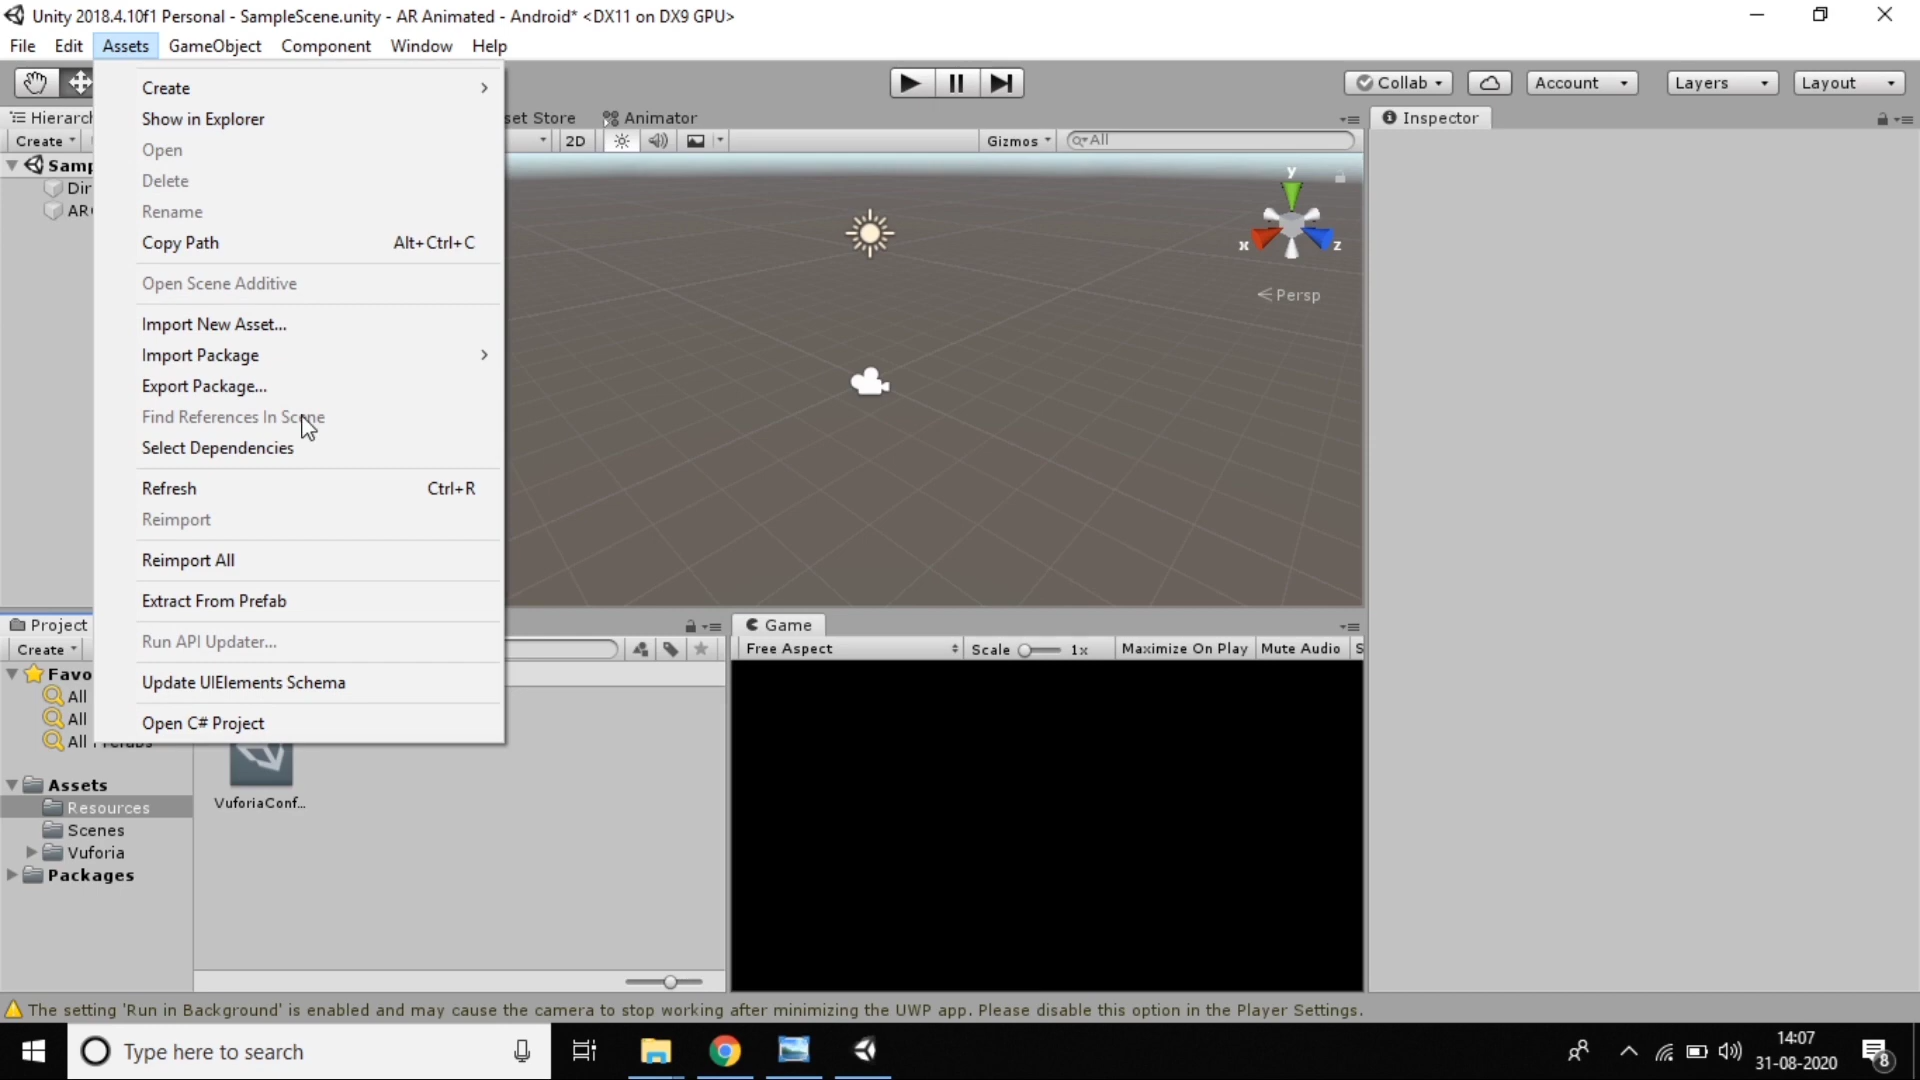 Unity 2018.4.10f1 Personal - SampleScene.unity - AR Animated - Android* <DX11 on DX9 GPU>
File Edit Assets GameObject Component Window Help
Collab Account Layers Layout
Hierarch set Store Animator Inspector
Create 2D Gizmos All
Samp
Dir
AR
Create
Show in Explorer
Open
Delete
Rename
Copy Path Alt+Ctrl+C
Open Scene Additive
Import New Asset...
Import Package
Export Package...
Find References In Scene
Select Dependencies
Refresh Ctrl+R
Reimport
Reimport All
Extract From Prefab
Run API Updater...
Update UIElements Schema
Open C# Project
y
x z
Persp
Project Game
Create Free Aspect Scale 1x Maximize On Play Mute Audio S
Favo
All
All
All Prefabs
Assets
Resources
Scenes
Vuforia
Packages
VuforiaConf...
The setting 'Run in Background' is enabled and may cause the camera to stop working after minimizing the UWP app. Please disable this option in the Player Settings.
Type here to search
14:07
31-08-2020
8